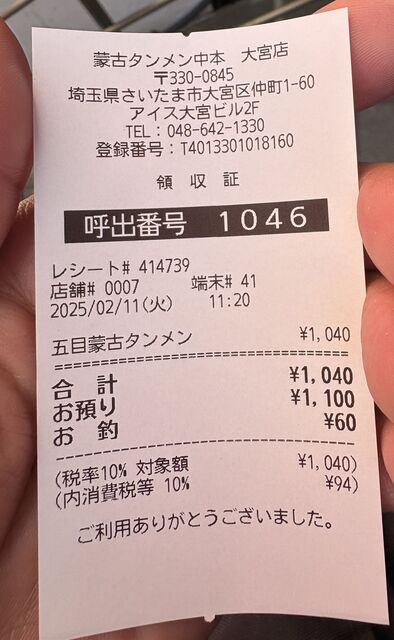 蒙古タンメン中本　大宮店
〒330-0845
埼玉県さいたま市大宮区仲町1-60
アイス大宮ビル2F
TEL：048-642-1330
登録番号：T4013301018160
領　収　証
呼出番号　１０４６
レシート# 414739
店舗# 0007　端末# 41
2025/02/11(火)　11:20
五目蒙古タンメン　¥1,040
合　計　¥1,040
お預り　¥1,100
お　釣　¥60
(税率10% 対象額　¥1,040)
(内消費税等 10%　¥94)
ご利用ありがとうございました。